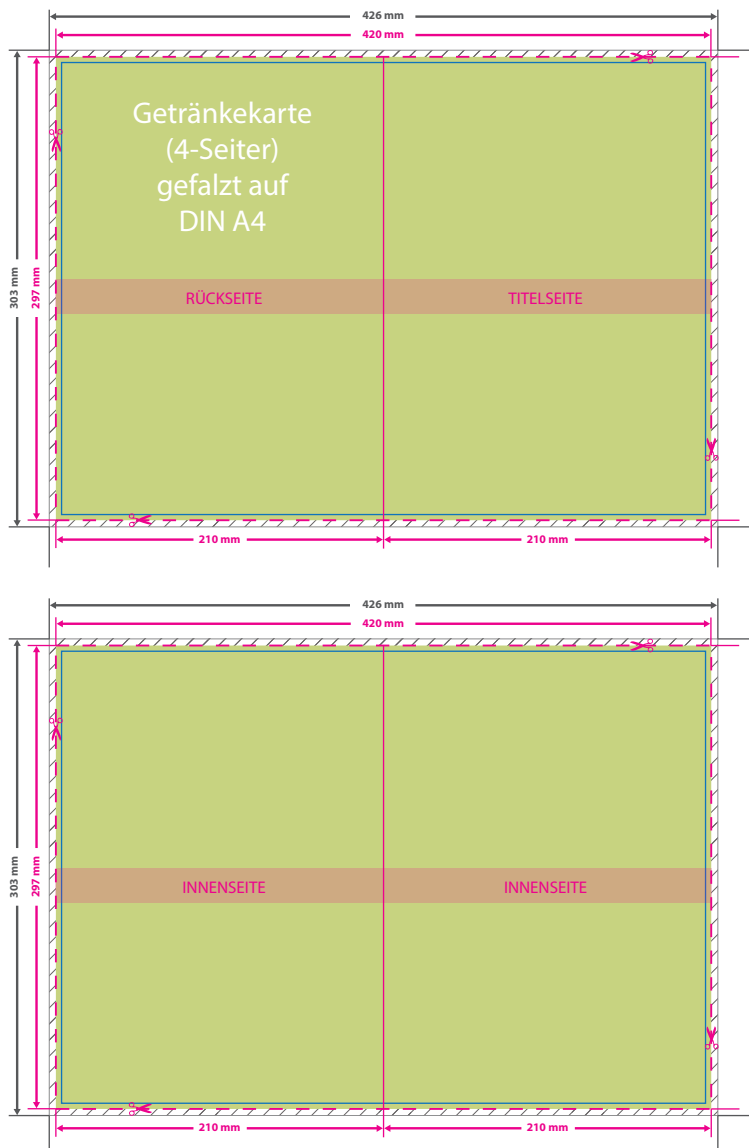 426 mm
420 mm
Getränkekarte
(4-Seiter)
gefalzt auf
DIN A4
303 mm
297 mm
RÜCKSEITE
TITELSEITE
210 mm
210 mm
426 mm
420 mm
303 mm
297 mm
INNENSEITE
INNENSEITE
210 mm
210 mm